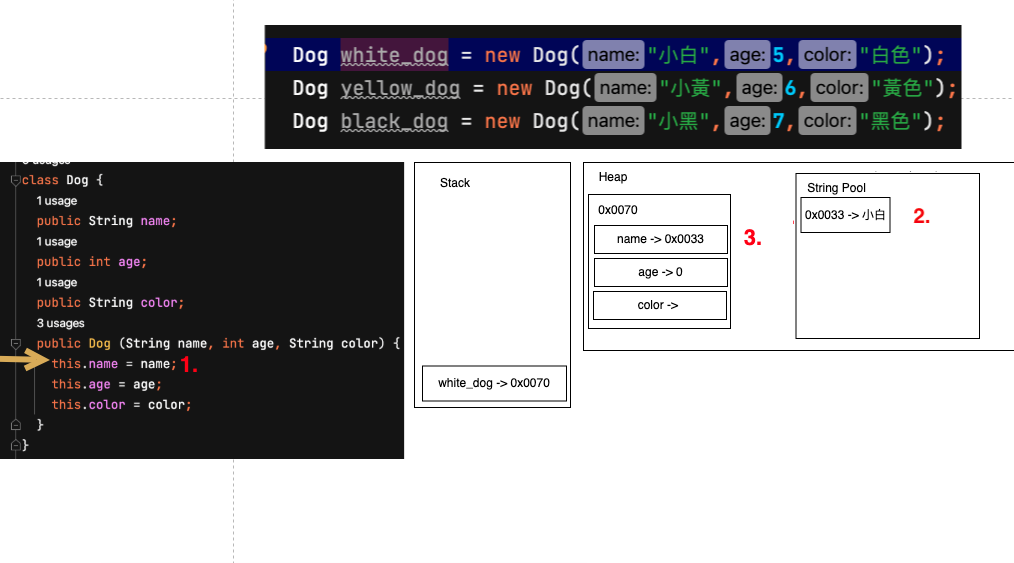 Dog white_dog = new Dog( name: "小白", age: 5, color: "白色");
Dog yellow_dog = new Dog( name: "小黃", age: 6, color: "黃色");
Dog black_dog = new Dog( name: "小黑", age: 7, color: "黑色");
class Dog {
1 usage
public String name;
1 usage
public int age;
1 usage
public String color;
3 usages
public Dog (String name, int age, String color) {
this.name = name; 1.
this.age = age;
this.color = color;
}
}
Stack
white_dog -> 0x0070
Heap
0x0070
name -> 0x0033
3.
age -> 0
color ->
String Pool
0x0033 -> 小白
2.